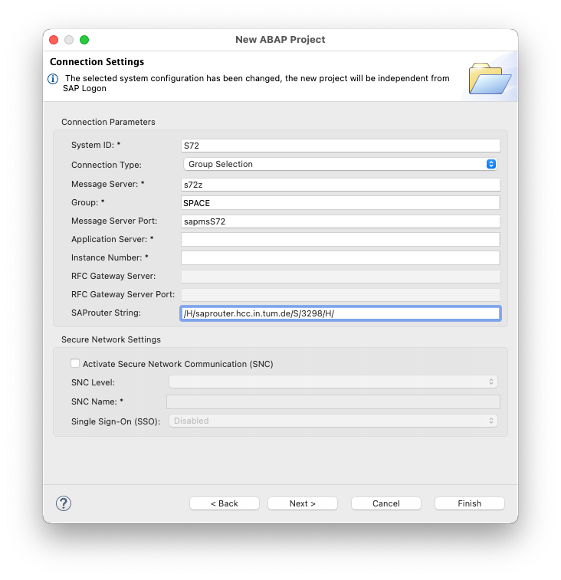 New ABAP Project
Connection Settings
The selected system configuration has been changed, the new project will be independent from
SAP Logon
Connection Parameters
System ID: * S72
Connection Type: Group Selection
Message Server: * s72z
Group: * SPACE
Message Server Port: sapmsS72
Application Server: *
Instance Number: *
RFC Gateway Server:
RFC Gateway Server Port:
SAProuter String: /H/saprouter.hcc.in.tum.de/S/3298/H/
Secure Network Settings
Activate Secure Network Communication (SNC)
SNC Level:
SNC Name: *
Single Sign-On (SSO): Disabled
? < Back Next > Cancel Finish